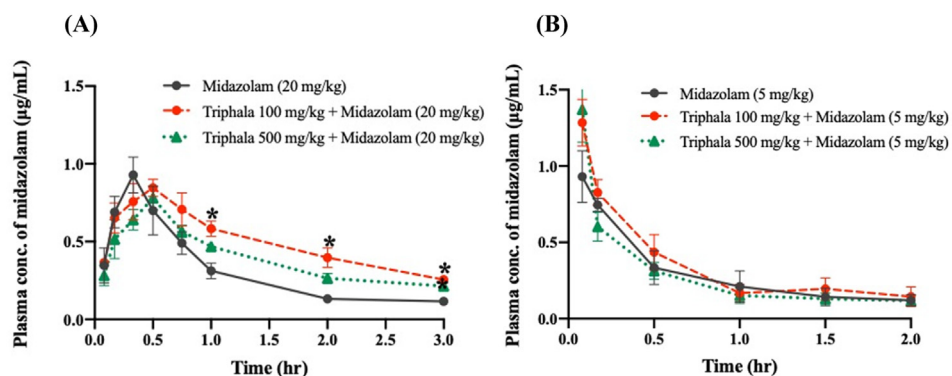 (A)
Plasma conc. of midazolam (µg/mL)
1.5
1.0
0.5
0.0
Midazolam (20 mg/kg)
Triphala 100 mg/kg + Midazolam (20 mg/kg)
Triphala 500 mg/kg + Midazolam (20 mg/kg)
*
*
*
*
0.0 0.5 1.0 1.5 2.0 2.5 3.0
Time (hr)
(B)
Plasma conc. of midazolam (µg/mL)
1.5
1.0
0.5
0.0
Midazolam (5 mg/kg)
Triphala 100 mg/kg + Midazolam (5 mg/kg)
Triphala 500 mg/kg + Midazolam (5 mg/kg)
0.0 0.5 1.0 1.5 2.0
Time (hr)